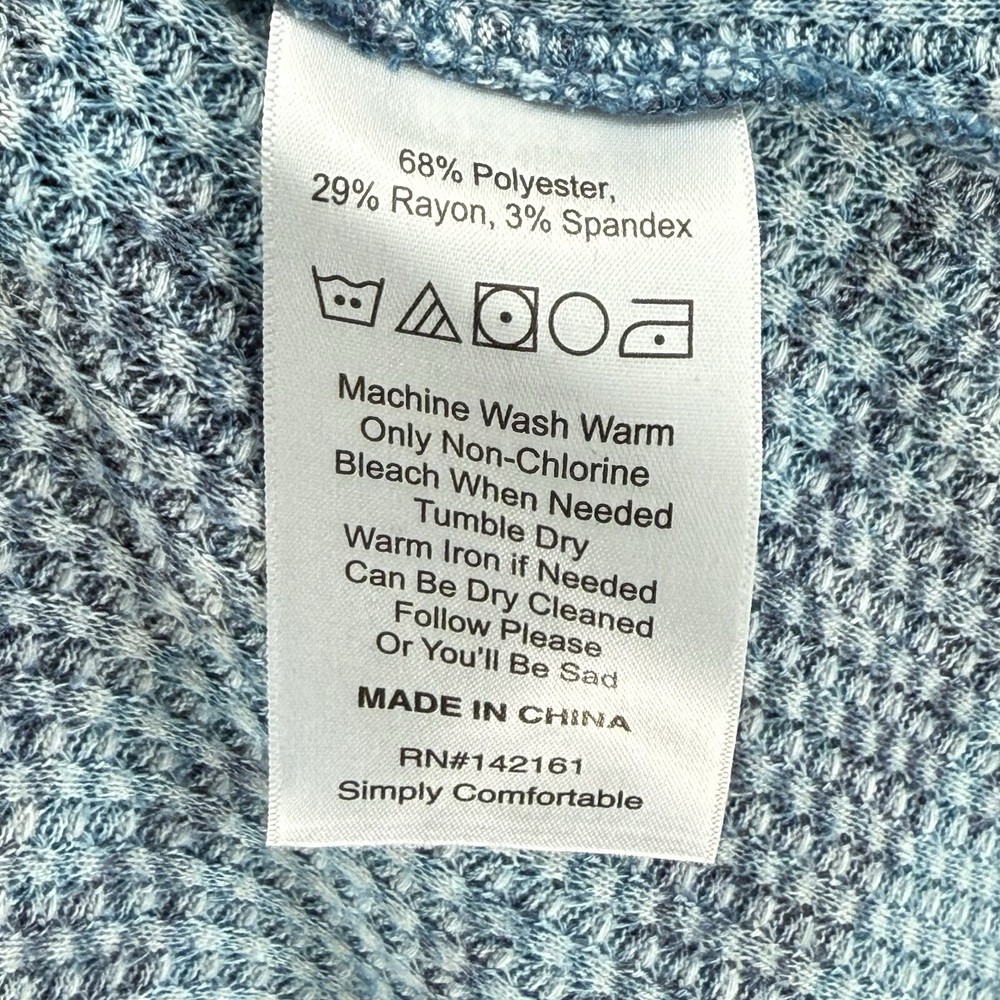 68% Polyester,
29% Rayon, 3% Spandex
Machine Wash Warm
Only Non-Chlorine
Bleach When Needed
Tumble Dry
Warm Iron if Needed
Can Be Dry Cleaned
Follow Please
Or You'll Be Sad
MADE IN CHINA
RN#142161
Simply Comfortable